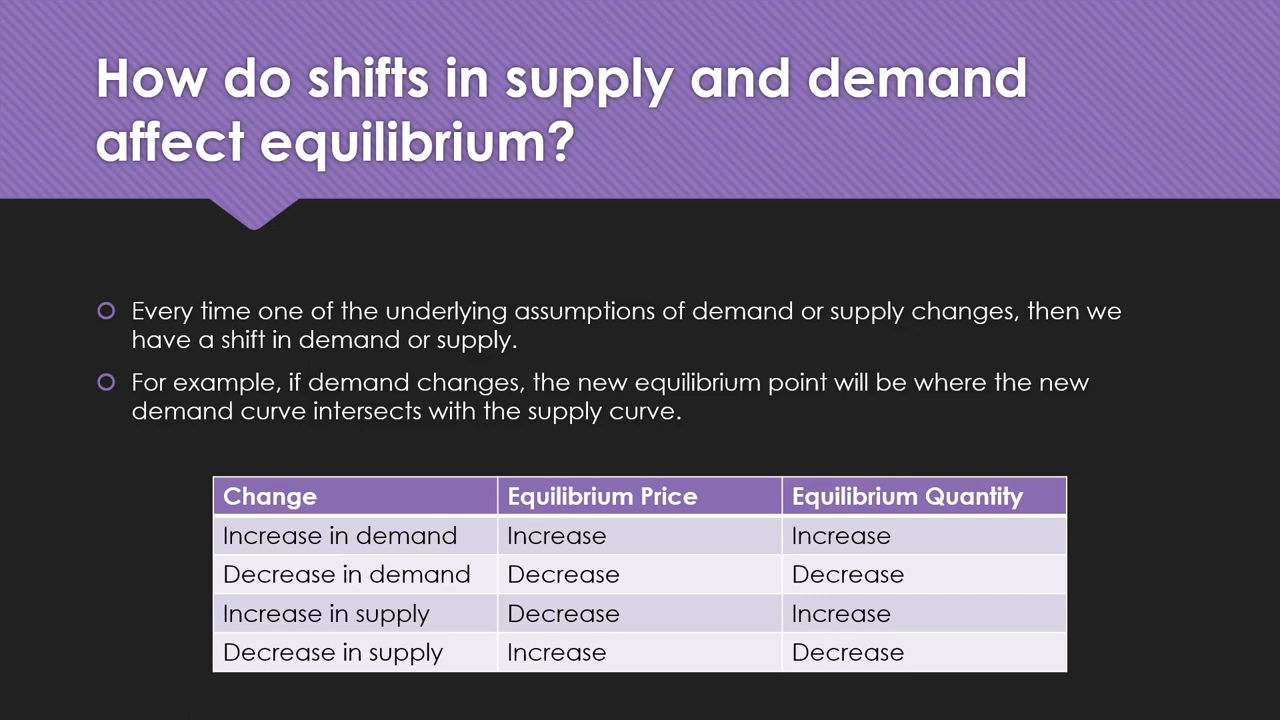 How do shifts in supply and demand
affect equilibrium?
Every time one of the underlying assumptions of demand or supply changes, then we
have a shift in demand or supply.
For example, if demand changes, the new equilibrium point will be where the new
demand curve intersects with the supply curve.
Change Equilibrium Price Equilibrium Quantity
Increase in demand Increase Increase
Decrease in demand Decrease Decrease
Increase in supply Decrease Increase
Decrease in supply Increase Decrease